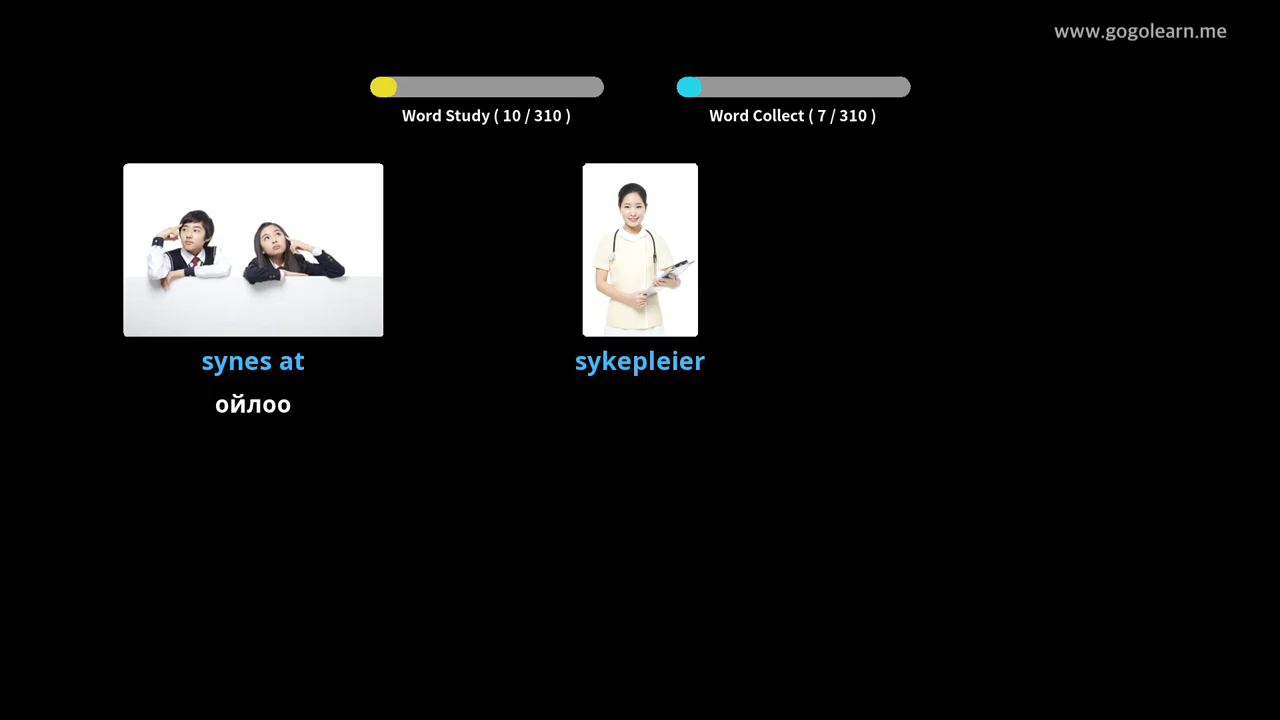 www.gogolearn.me
Word Study ( 10 / 310 )
Word Collect ( 7 / 310 )
synes at
sykepleier
ойлоо